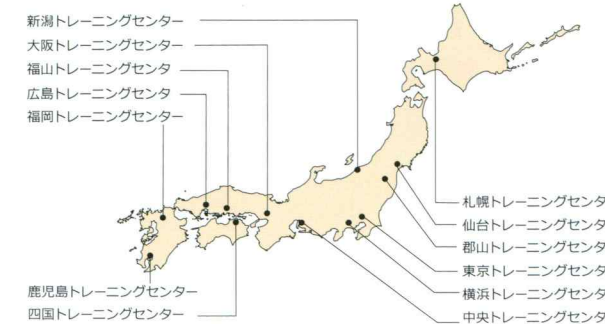 新潟トレーニングセンター
大阪トレーニングセンター
福山トレーニングセンタ
広島トレーニングセンタ
福岡トレーニングセンター
札幌トレーニングセンタ
仙台トレーニングセンタ
郡山トレーニングセンタ
東京トレーニングセンタ
横浜トレーニングセンタ
中央トレーニングセンタ
鹿児島トレーニングセンター
四国トレーニングセンター